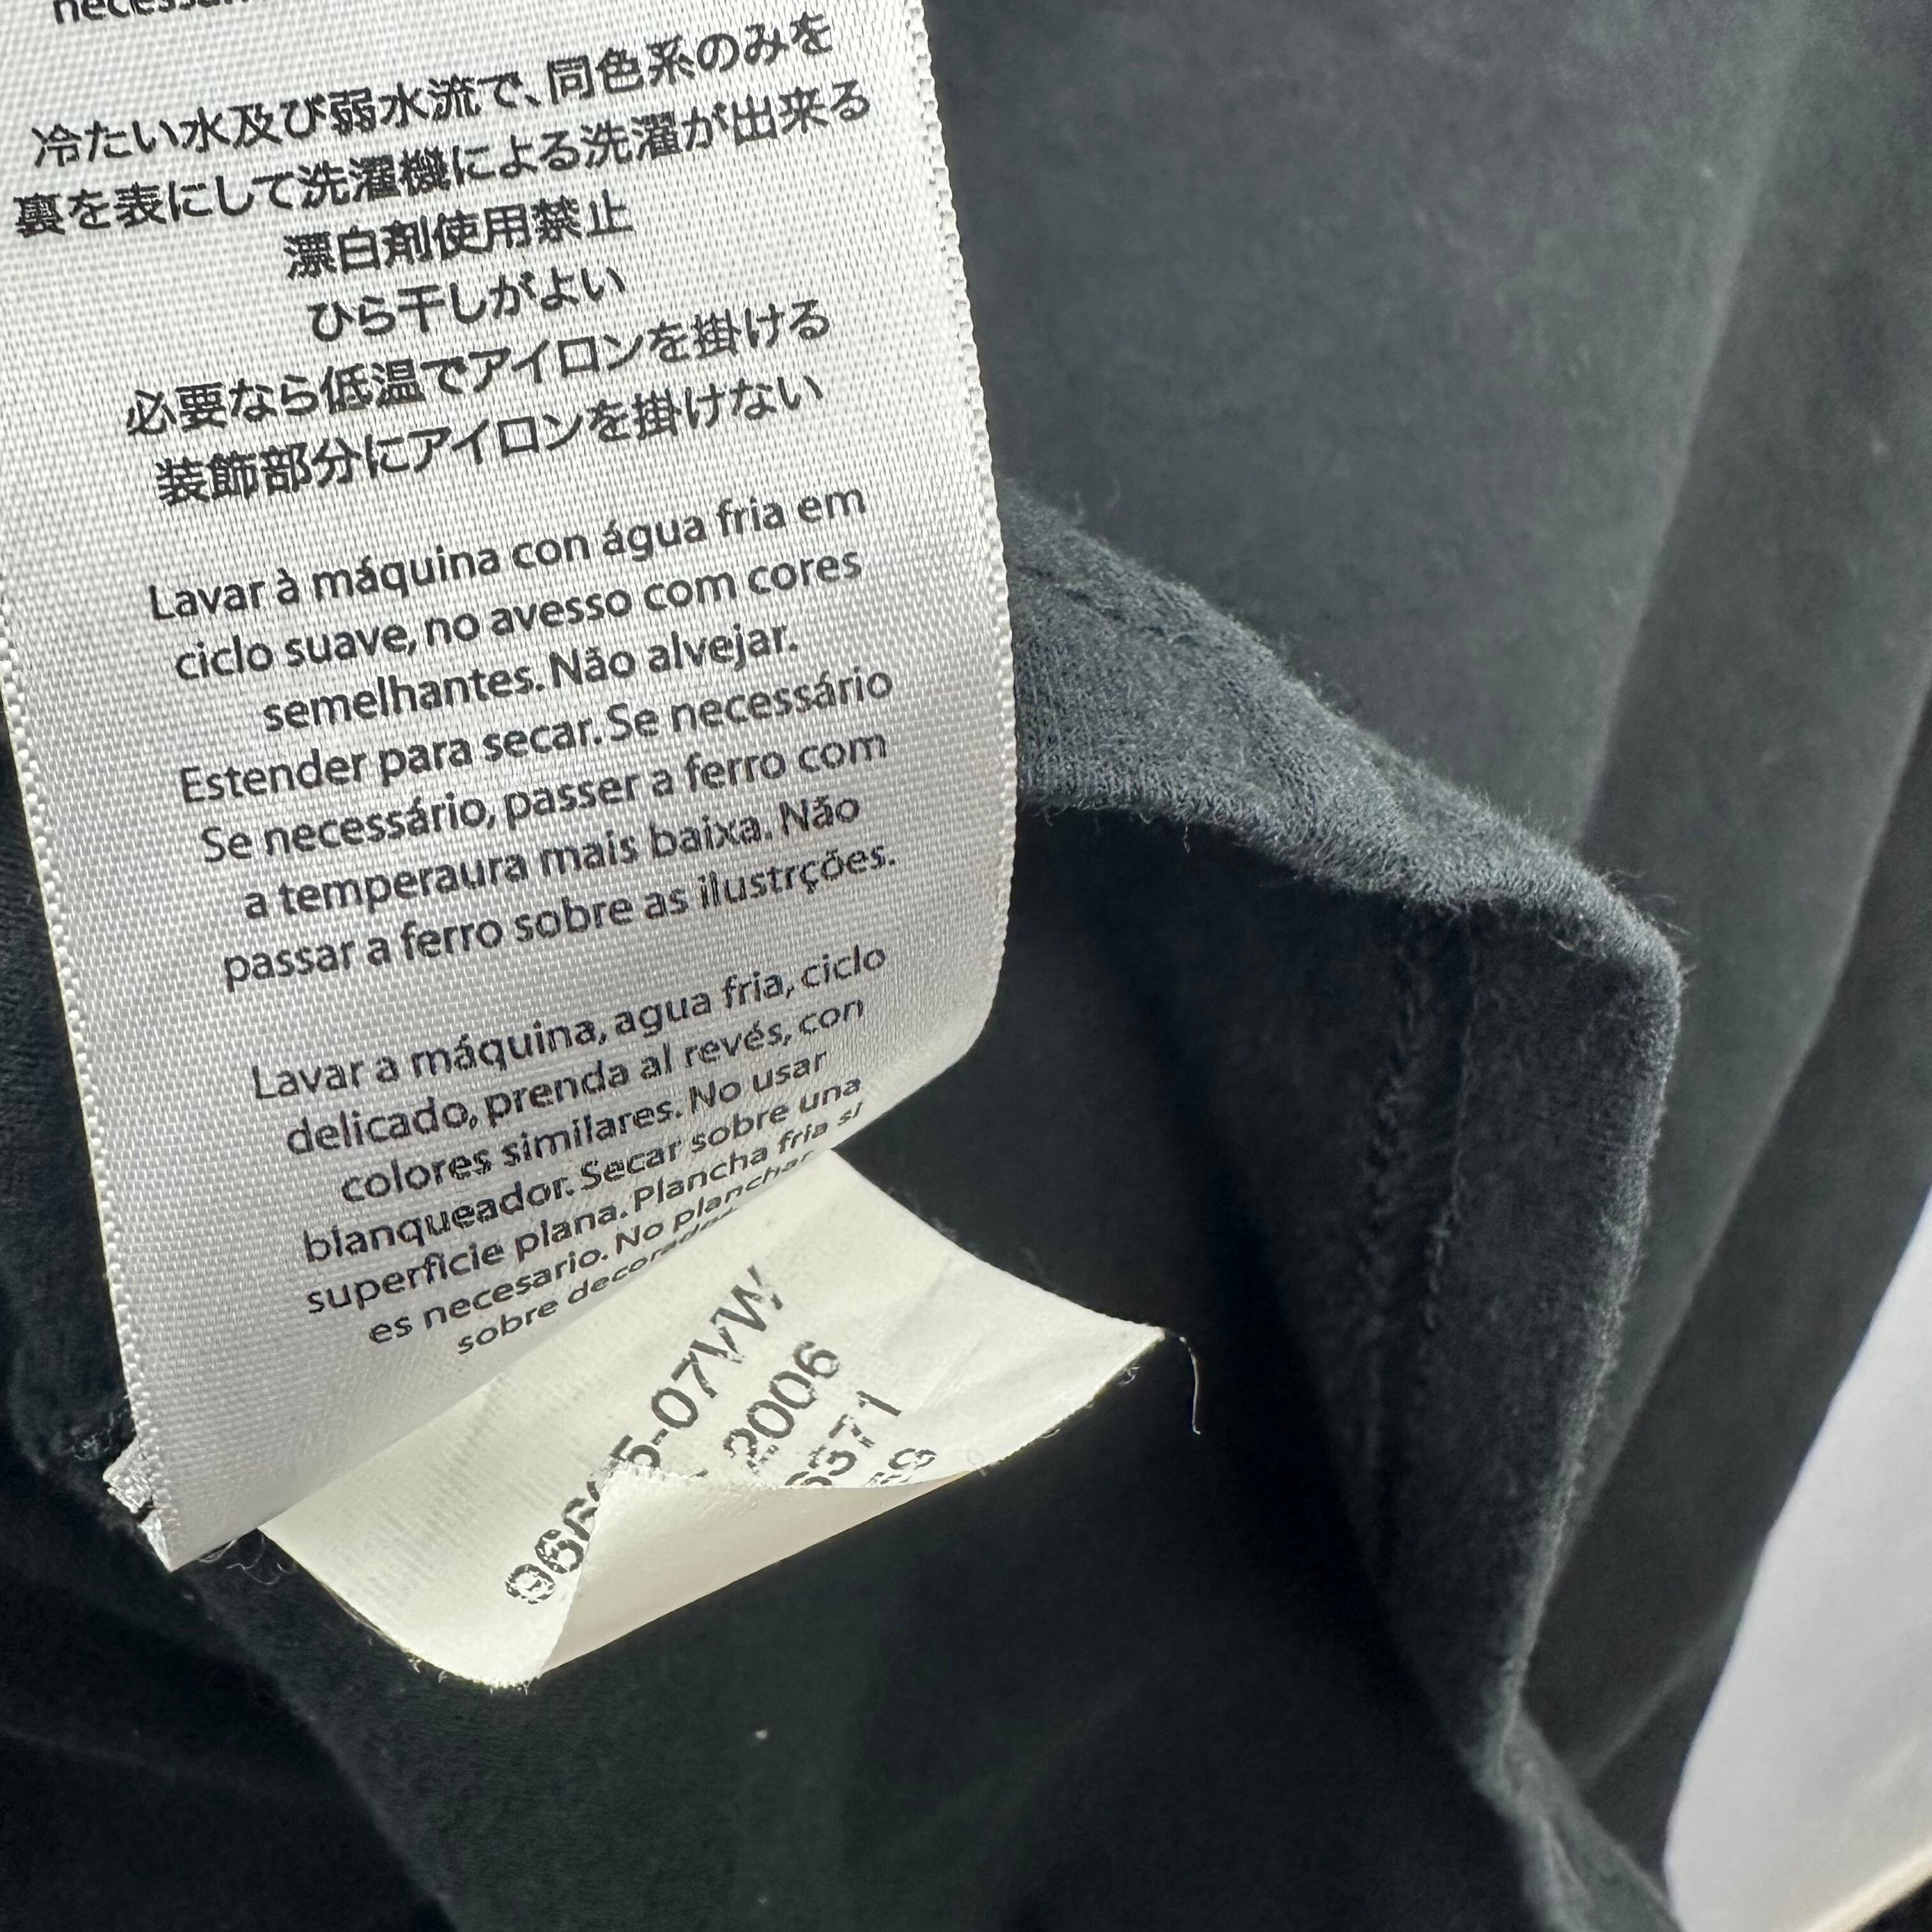 冷たい水及び弱水流で、同色系のみを
裏を表にして洗濯機による洗濯が出来る
漂白剤使用禁止
ひら干しがよい
必要なら低温でアイロンを掛ける
装飾部分にアイロンを掛けない
Lavar à máquina con água fria em
ciclo suave, no avesso com cores
semelhantes. Não alvejar.
Estender para secar. Se necessário
Se necessário, passer a ferro com
a temperaura mais baixa. Não
passar a ferro sobre as ilustrções.
Lavar a máquina, agua fria, ciclo
delicado, prenda al revés, con
colores similares. No usar
blanqueador. Secar sobre una
superficie plana. Plancha fria si
es necesario. No planchar
sobre
2006